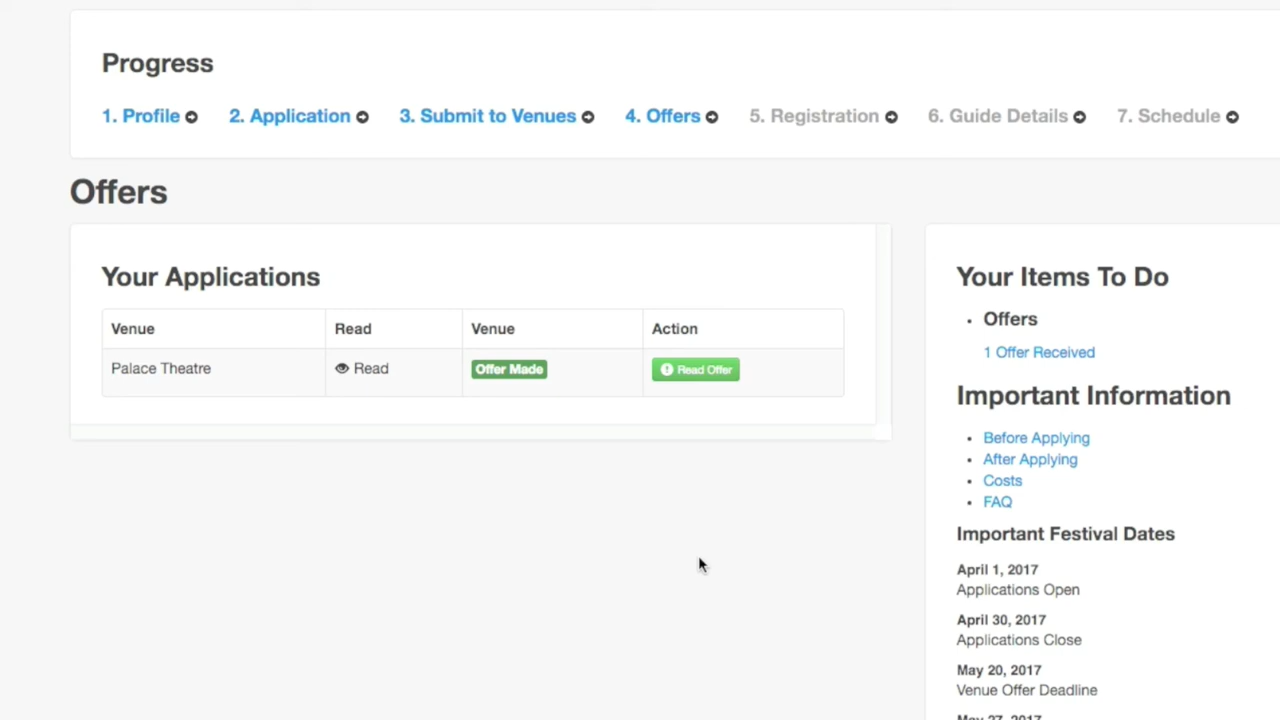 Progress
1. Profile 2. Application 3. Submit to Venues 4. Offers 5. Registration 6. Guide Details 7. Schedule
Offers
Your Applications
Venue Read Venue Action
Palace Theatre Read Offer Made Read Offer
Your Items To Do
Offers
1 Offer Received
Important Information
Before Applying
After Applying
Costs
FAQ
Important Festival Dates
April 1, 2017
Applications Open
April 30, 2017
Applications Close
May 20, 2017
Venue Offer Deadline
May 27, 2017